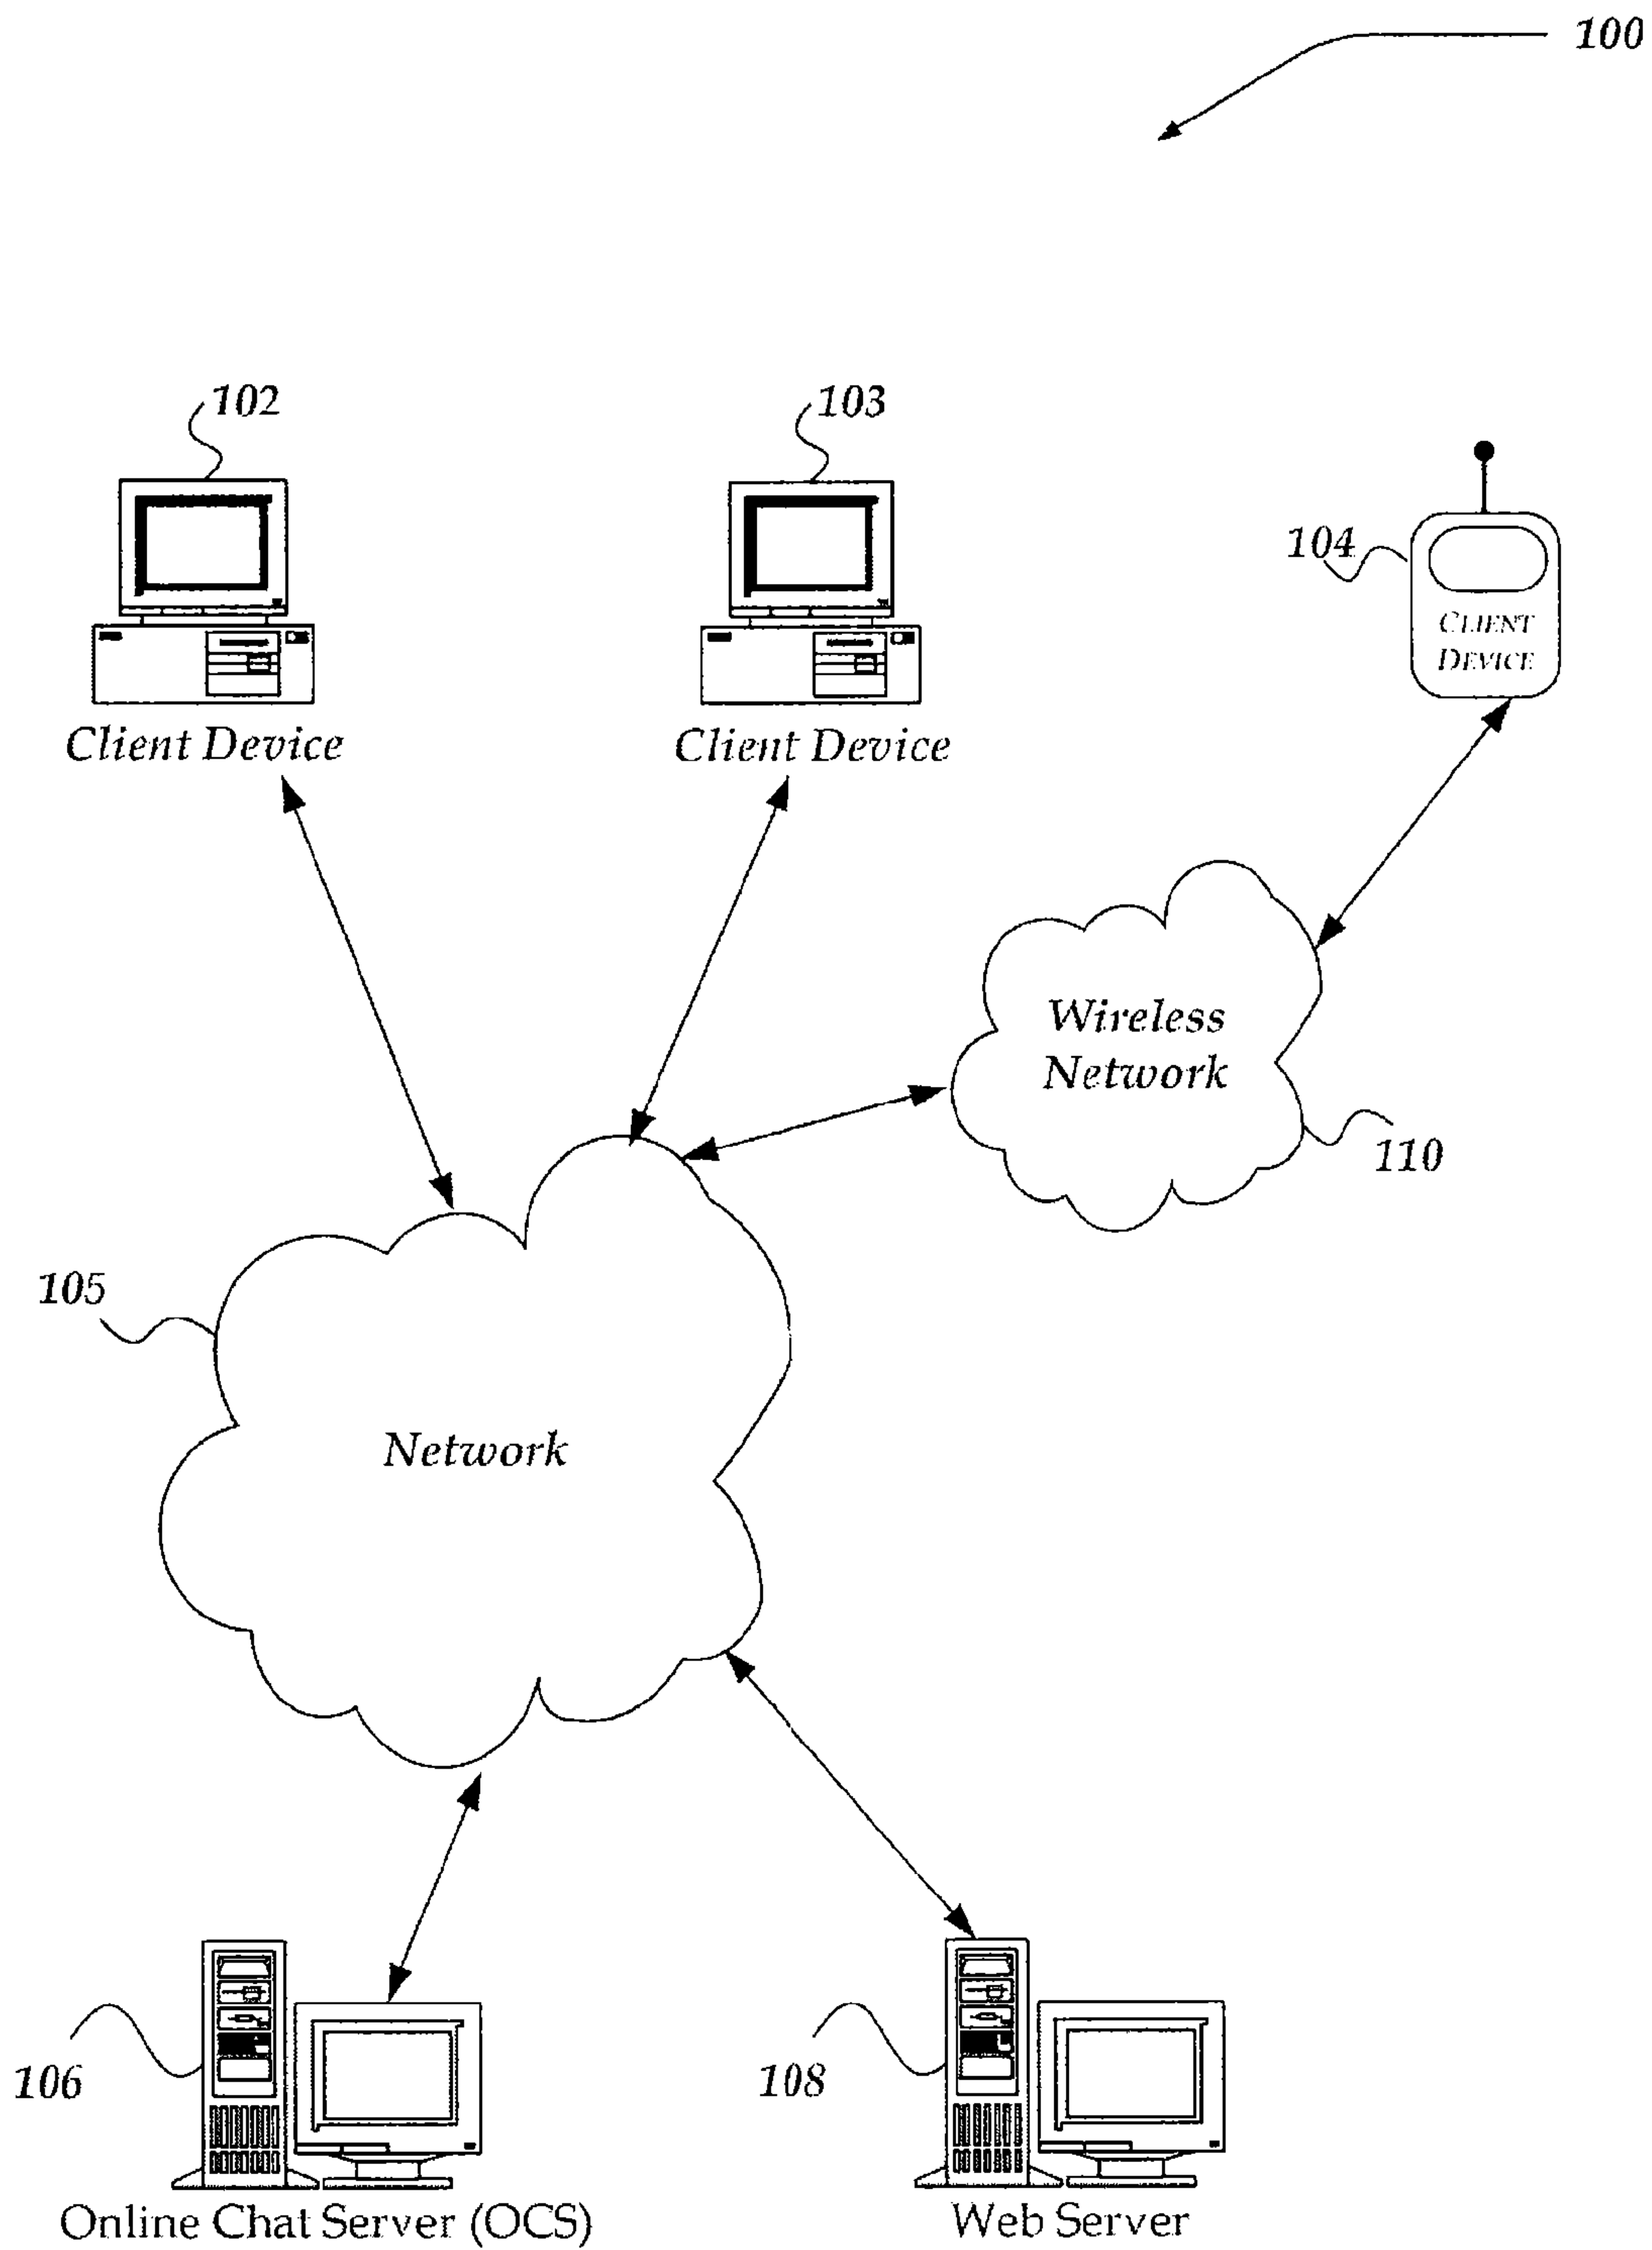 100
102
103
104
CLIENT
DEVICE
Client Device
Client Device
Wireless
Network
110
105
Network
106
108
Online Chat Server (OCS)
Web Server